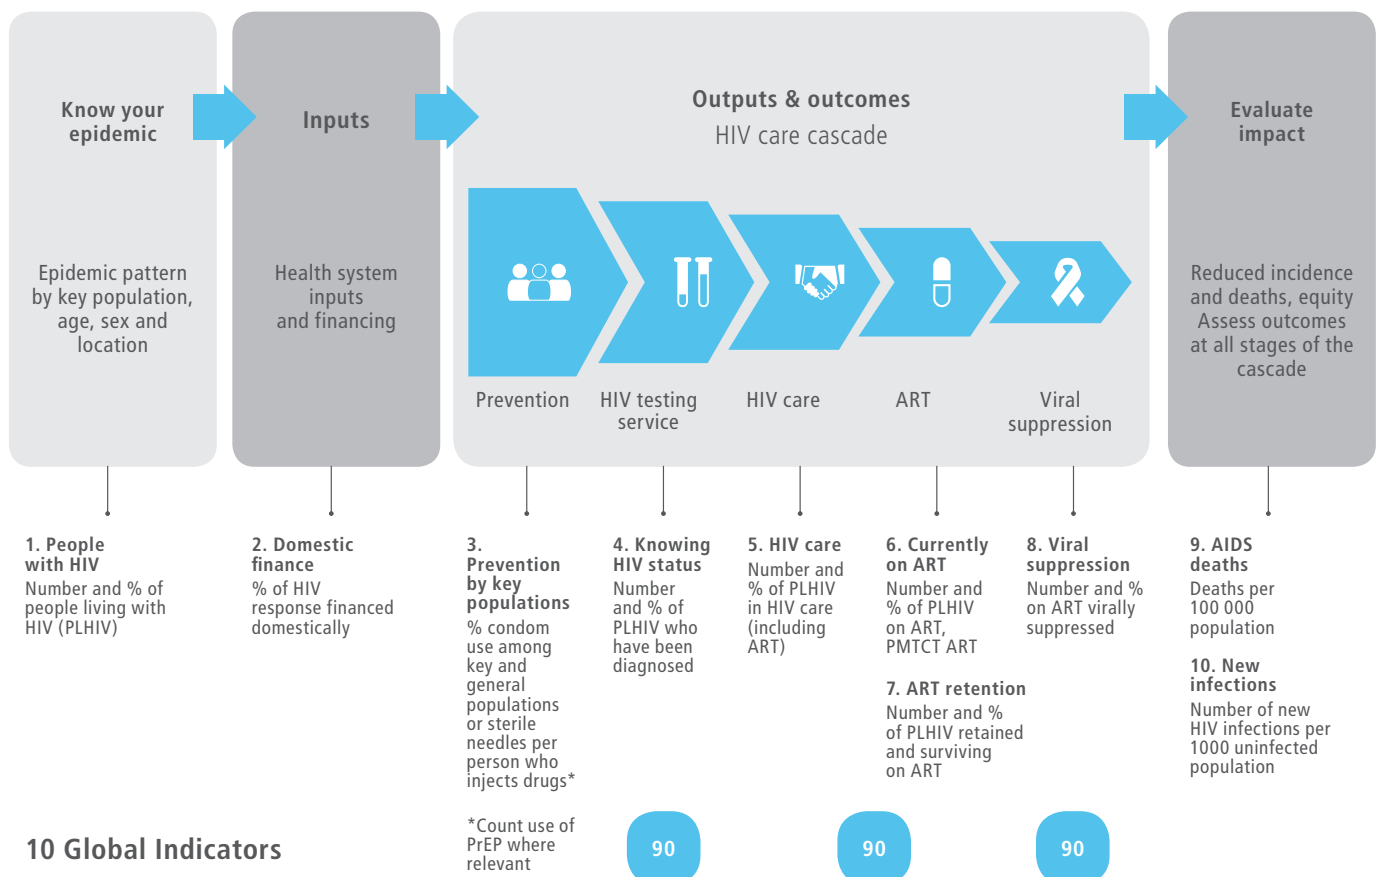 Know your
epidemic
Epidemic pattern
by key population,
age, sex and
location
Inputs
Health system
inputs
and financing
Outputs & outcomes
HIV care cascade
Prevention
HIV testing
service
HIV care
ART
Viral
suppression
Evaluate
impact
Reduced incidence
and deaths, equity
Assess outcomes
at all stages of the
cascade
1. People
with HIV
Number and % of
people living with
HIV (PLHIV)
2. Domestic
finance
% of HIV
response financed
domestically
3.
Prevention
by key
populations
% condom
use among
key and
general
populations
or sterile
needles per
person who
injects drugs*
*Count use of
PrEP where
relevant
4. Knowing
HIV status
Number
and % of
PLHIV who
have been
diagnosed
5. HIV care
Number and
% of PLHIV
in HIV care
(including
ART)
6. Currently
on ART
Number and
% of PLHIV
on ART,
PMTCT ART
7. ART retention
Number and %
of PLHIV retained
and surviving
on ART
8. Viral
suppression
Number and %
on ART virally
suppressed
9. AIDS
deaths
Deaths per
100 000
population
10. New
infections
Number of new
HIV infections per
1000 uninfected
population
10 Global Indicators
90
90
90